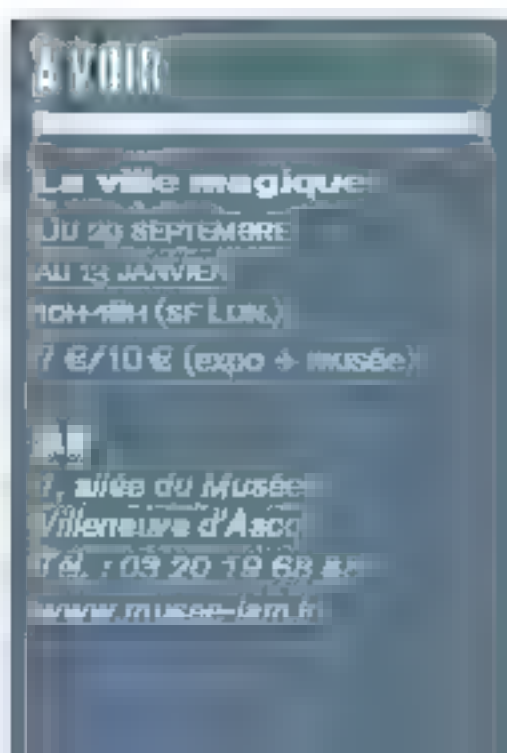 A VOIR
La ville magique
DU 29 SEPTEMBRE
AU 13 JANVIER
10H-18H (SF LUN.)
7 €/10 € (expo + musée)
1, allée du Musée
Villeneuve d'Ascq
Tél. : 03 20 19 68
www.musee-lam.fr